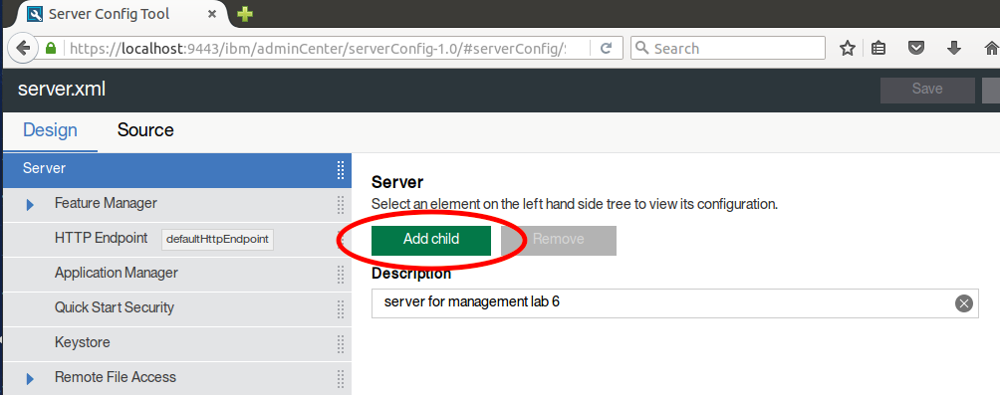 Server Config Tool
https://localhost:9443/ibm/adminCenter/serverConfig-1.0/#serverConfig/
Search
server.xml
Save
Design Source
Server
Feature Manager
HTTP Endpoint defaultHttpEndpoint
Application Manager
Quick Start Security
Keystore
Remote File Access
Server
Select an element on the left hand side tree to view its configuration.
Add child Remove
Description
server for management lab 6